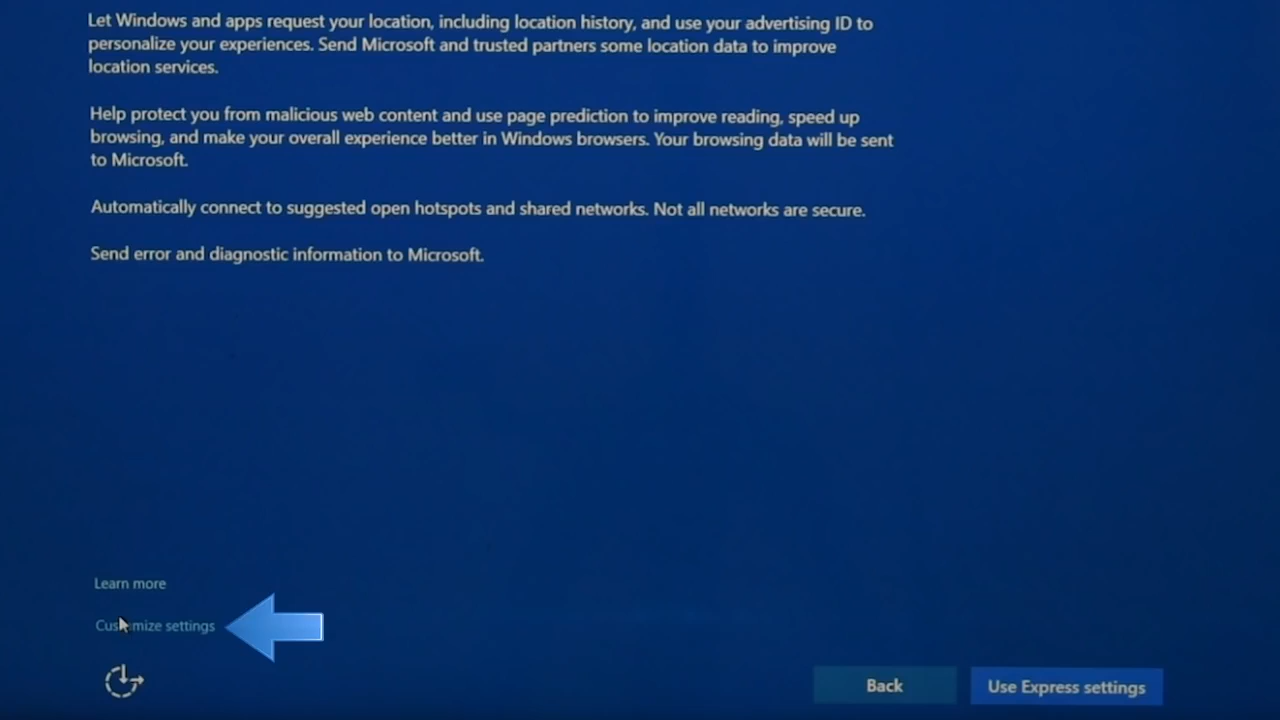 Let Windows and apps request your location, including location history, and use your advertising ID to
personalize your experiences. Send Microsoft and trusted partners some location data to improve
location services.
Help protect you from malicious web content and use page prediction to improve reading, speed up
browsing, and make your overall experience better in Windows browsers. Your browsing data will be sent
to Microsoft.
Automatically connect to suggested open hotspots and shared networks. Not all networks are secure.
Send error and diagnostic information to Microsoft.
Learn more
Customize settings
Back
Use Express settings